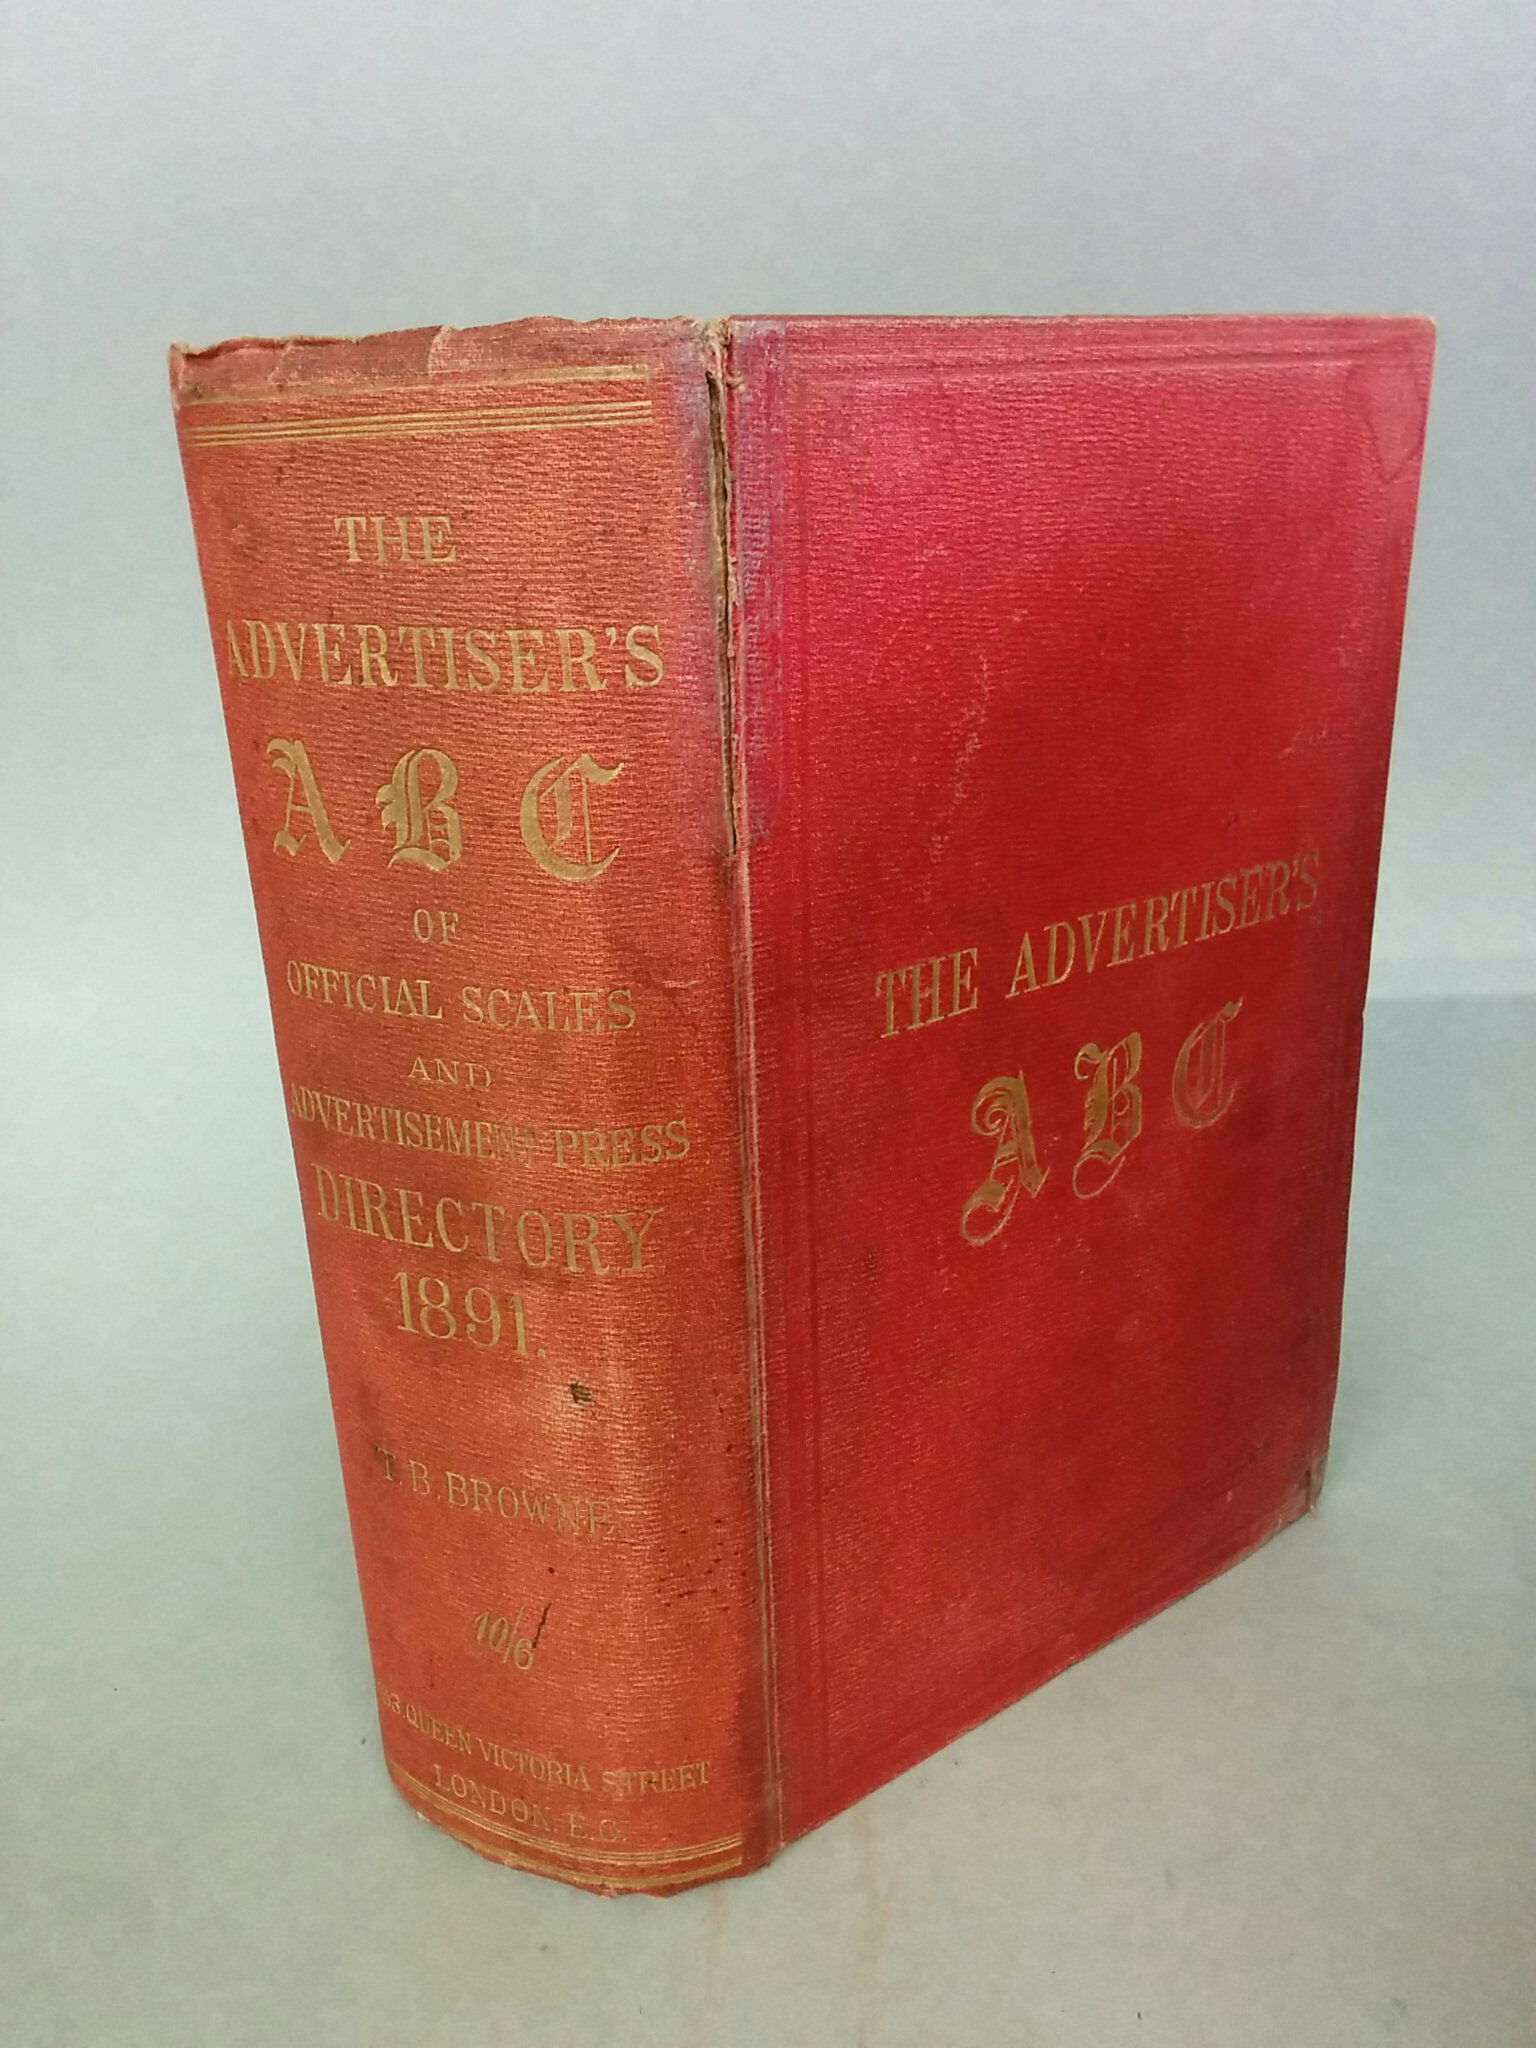 THE
ADVERTISER'S
A B C
OF
OFFICIAL SCALES
AND
ADVERTISEMENT PRESS
DIRECTORY
1891.
T. B. BROWNE
10/6
QUEEN VICTORIA STREET
LONDON. E.C.
THE ADVERTISER'S
A B C